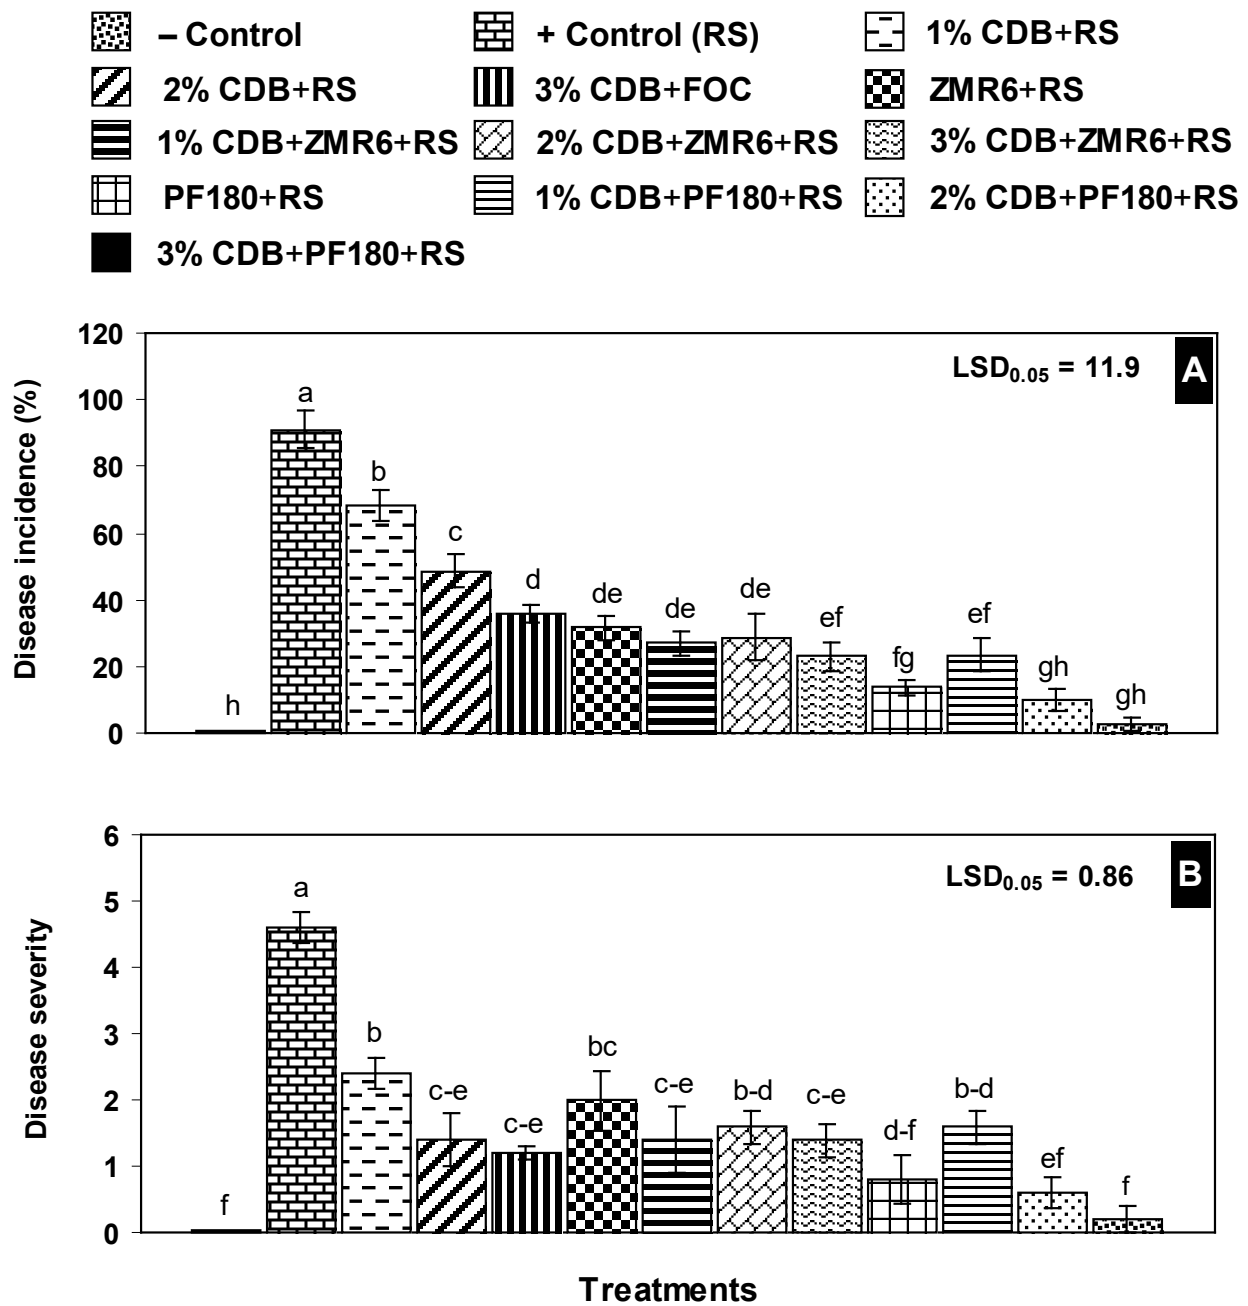 – Control + Control (RS) 1% CDB+RS
2% CDB+RS 3% CDB+FOC ZMR6+RS
1% CDB+ZMR6+RS 2% CDB+ZMR6+RS 3% CDB+ZMR6+RS
PF180+RS 1% CDB+PF180+RS 2% CDB+PF180+RS
3% CDB+PF180+RS
Disease incidence (%)
120
100
80
60
40
20
0
LSD0.05 = 11.9 A
h a b c d de de de ef fg ef gh gh
Disease severity
6
5
4
3
2
1
0
LSD0.05 = 0.86 B
f a b c-e c-e bc c-e b-d c-e d-f b-d ef f
Treatments